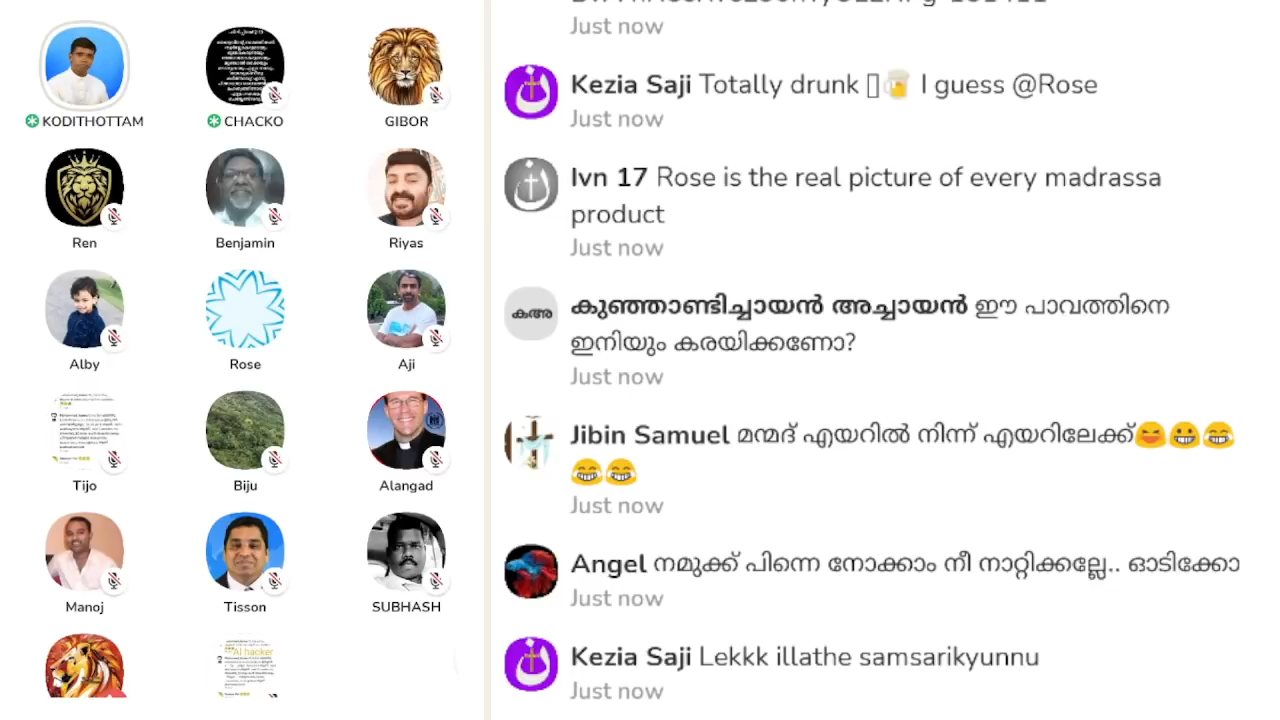 KODITHOTTAM
CHACKO
GIBOR
Ren
Benjamin
Riyas
Alby
Rose
Aji
Tijo
Biju
Alangad
Manoj
Tisson
SUBHASH
AI hacker
Just now
Kezia Saji Totally drunk 🍺 I guess @Rose
Just now
Ivn 17 Rose is the real picture of every madrassa
product
Just now
കഅ
കുഞ്ഞാണ്ടിച്ചായൻ അച്ചായൻ ഈ പാവത്തിനെ
ഇനിയും കരയിക്കണോ?
Just now
Jibin Samuel മന്മദ് എയറിൽ നിന്ന് എയറിലേക്ക്😆😀😂
😂😂
Just now
Angel നമുക്ക് പിന്നെ നോക്കാം നീ നാറ്റിക്കല്ലേ.. ഓടിക്കോ
Just now
Kezia Saji Lekkk illathe samsarikyunnu
Just now